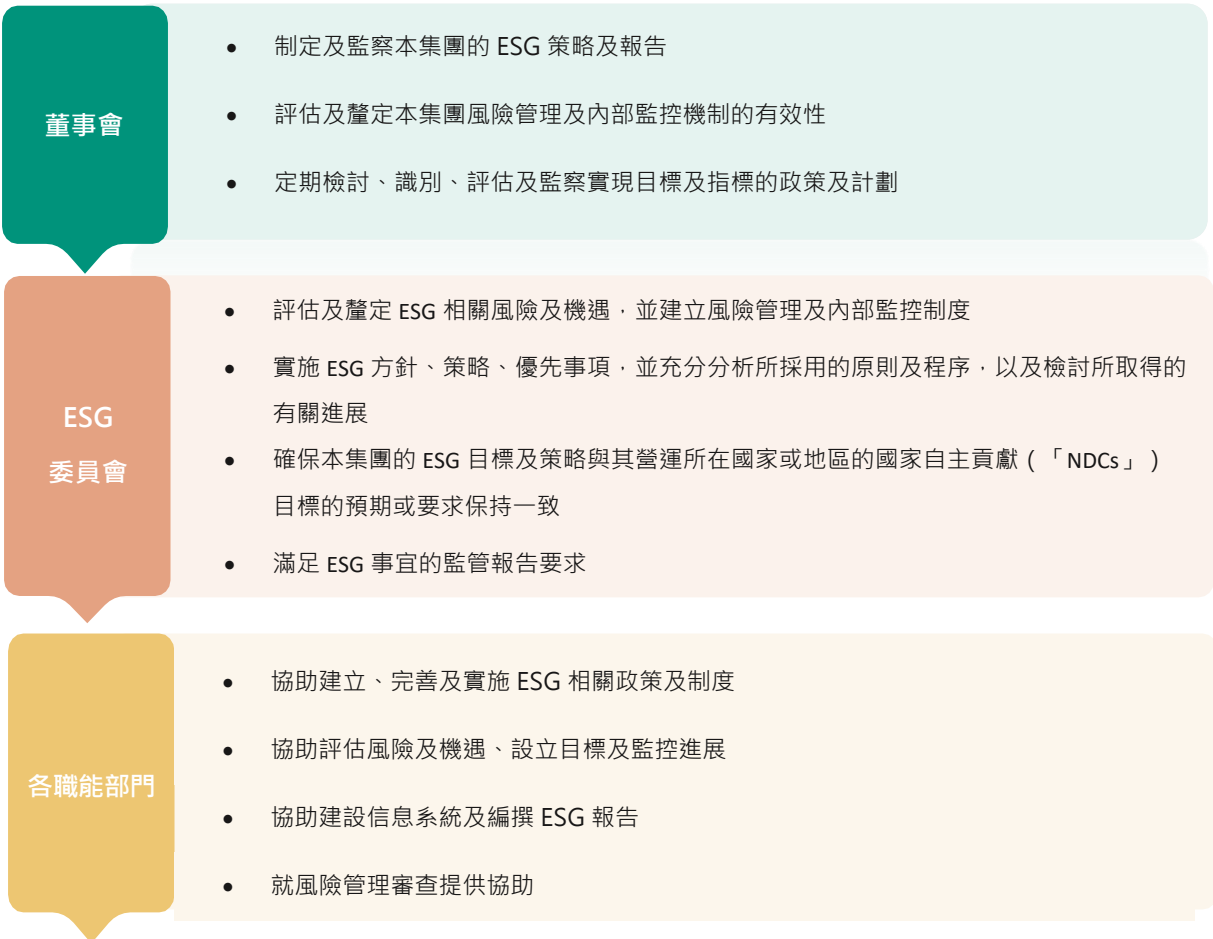 董事會
• 制定及監察本集團的 ESG 策略及報告
• 評估及釐定本集團風險管理及內部監控機制的有效性
• 定期檢討、識別、評估及監察實現目標及指標的政策及計劃
ESG
委員會
• 評估及釐定 ESG 相關風險及機遇，並建立風險管理及內部監控制度
• 實施 ESG 方針、策略、優先事項，並充分分析所採用的原則及程序，以及檢討所取得的
有關進展
• 確保本集團的 ESG 目標及策略與其營運所在國家或地區的國家自主貢獻（「NDCs」）
目標的預期或要求保持一致
• 滿足 ESG 事宜的監管報告要求
各職能部門
• 協助建立、完善及實施 ESG 相關政策及制度
• 協助評估風險及機遇、設立目標及監控進展
• 協助建設信息系統及編撰 ESG 報告
• 就風險管理審查提供協助